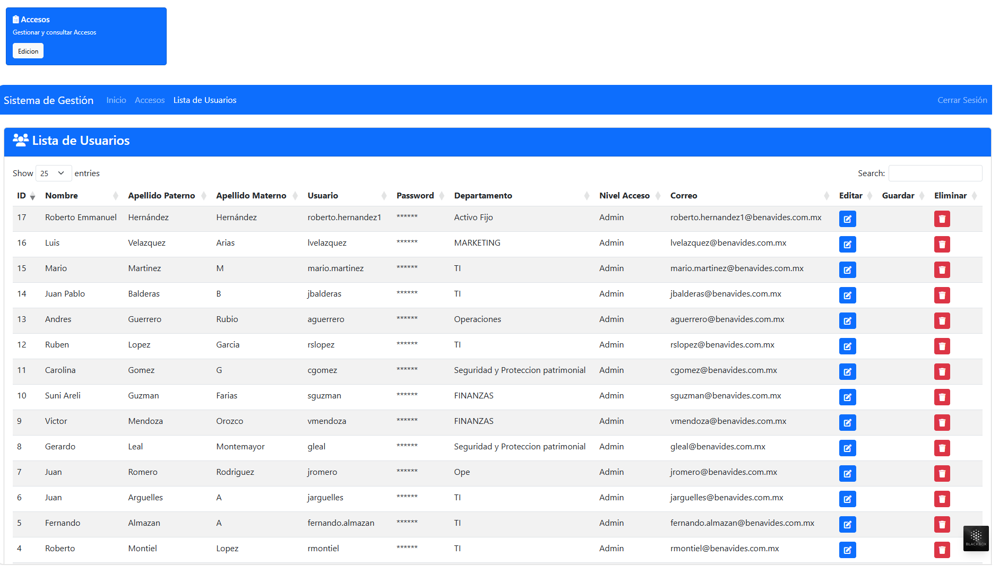 Accesos
Gestionar y consultar Accesos
Edicion
Sistema de Gestión Inicio Accesos Lista de Usuarios Cerrar Sesión
Lista de Usuarios
Show 25 entries Search:
ID Nombre Apellido Paterno Apellido Materno Usuario Password Departamento Nivel Acceso Correo Editar Guardar Eliminar
17 Roberto Emmanuel Hernández Hernández roberto.hernandez1 ****** Activo Fijo Admin roberto.hernandez1@benavides.com.mx
16 Luis Velazquez Arias lvelazquez ****** MARKETING Admin lvelazquez@benavides.com.mx
15 Mario Martinez M mario.martinez ****** TI Admin mario.martinez@benavides.com.mx
14 Juan Pablo Balderas B jbalderas ****** TI Admin jbalderas@benavides.com.mx
13 Andres Guerrero Rubio aguerrero ****** Operaciones Admin aguerrero@benavides.com.mx
12 Ruben Lopez Garcia rslopez ****** TI Admin rslopez@benavides.com.mx
11 Carolina Gomez G cgomez ****** Seguridad y Proteccion patrimonial Admin cgomez@benavides.com.mx
10 Suni Areli Guzman Farias sguzman ****** FINANZAS Admin sguzman@benavides.com.mx
9 Victor Mendoza Orozco vmendoza ****** FINANZAS Admin vmendoza@benavides.com.mx
8 Gerardo Leal Montemayor gleal ****** Seguridad y Proteccion patrimonial Admin gleal@benavides.com.mx
7 Juan Romero Rodriguez jromero ****** Ope Admin jromero@benavides.com.mx
6 Juan Arguelles A jarguelles ****** TI Admin jarguelles@benavides.com.mx
5 Fernando Almazan A fernando.almazan ****** TI Admin fernando.almazan@benavides.com.mx
4 Roberto Montiel Lopez rmontiel ****** TI Admin rmontiel@benavides.com.mx
BLACKBOX